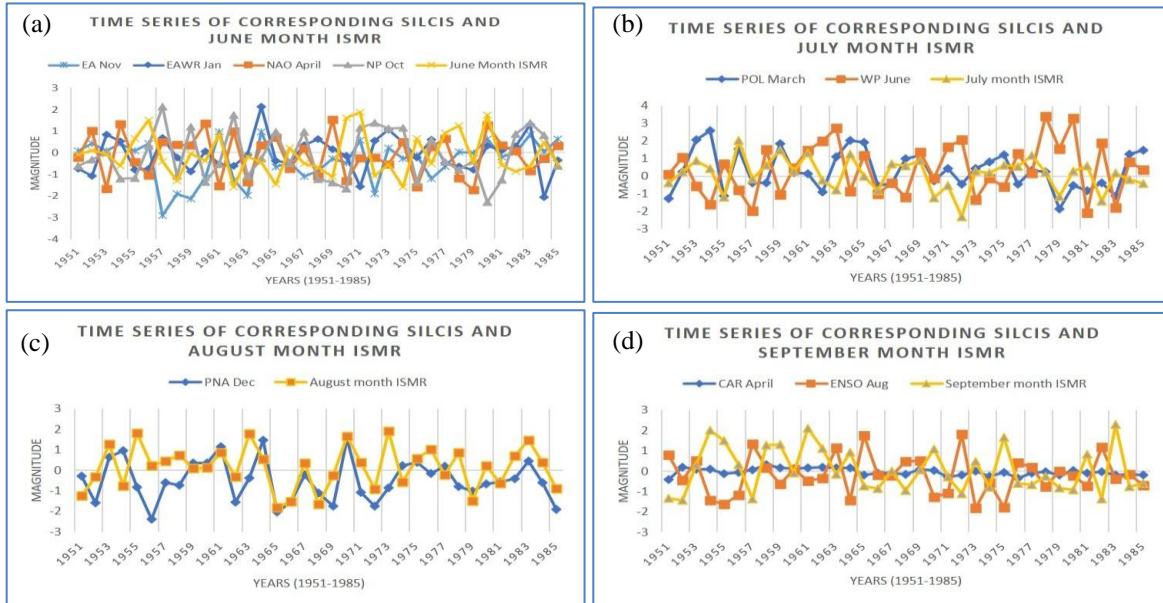 (a)
TIME SERIES OF CORRESPONDING SILCIS AND
JUNE MONTH ISMR
EA Nov EAWR Jan NAO April NP Oct June Month ISMR
MAGNITUDE
3
2
1
0
-1
-2
-3
-4
1951 1953 1955 1957 1959 1961 1963 1965 1967 1969 1971 1973 1975 1977 1979 1981 1983 1985
YEARS (1951-1985)
(b)
TIME SERIES OF CORRESPONDING SILCIS AND
JULY MONTH ISMR
POL March WP June July month ISMR
MAGNITUDE
4
3
2
1
0
-1
-2
-3
1951 1953 1955 1957 1959 1961 1963 1965 1967 1969 1971 1973 1975 1977 1979 1981 1983 1985
YEARS (1951-1985)
(c)
TIME SERIES OF CORRESPONDING SILCIS AND
AUGUST MONTH ISMR
PNA Dec August month ISMR
MAGNITUDE
3
2
1
0
-1
-2
-3
1951 1953 1955 1957 1959 1961 1963 1965 1967 1969 1971 1973 1975 1977 1979 1981 1983 1985
YEARS (1951-1985)
(d)
TIME SERIES OF CORRESPONDING SILCIS AND
SEPTEMBER MONTH ISMR
CAR April ENSO Aug September month ISMR
MAGNITUDE
3
2
1
0
-1
-2
-3
1951 1953 1955 1957 1959 1961 1963 1965 1967 1969 1971 1973 1975 1977 1979 1981 1983 1985
YEARS (1951-1985)